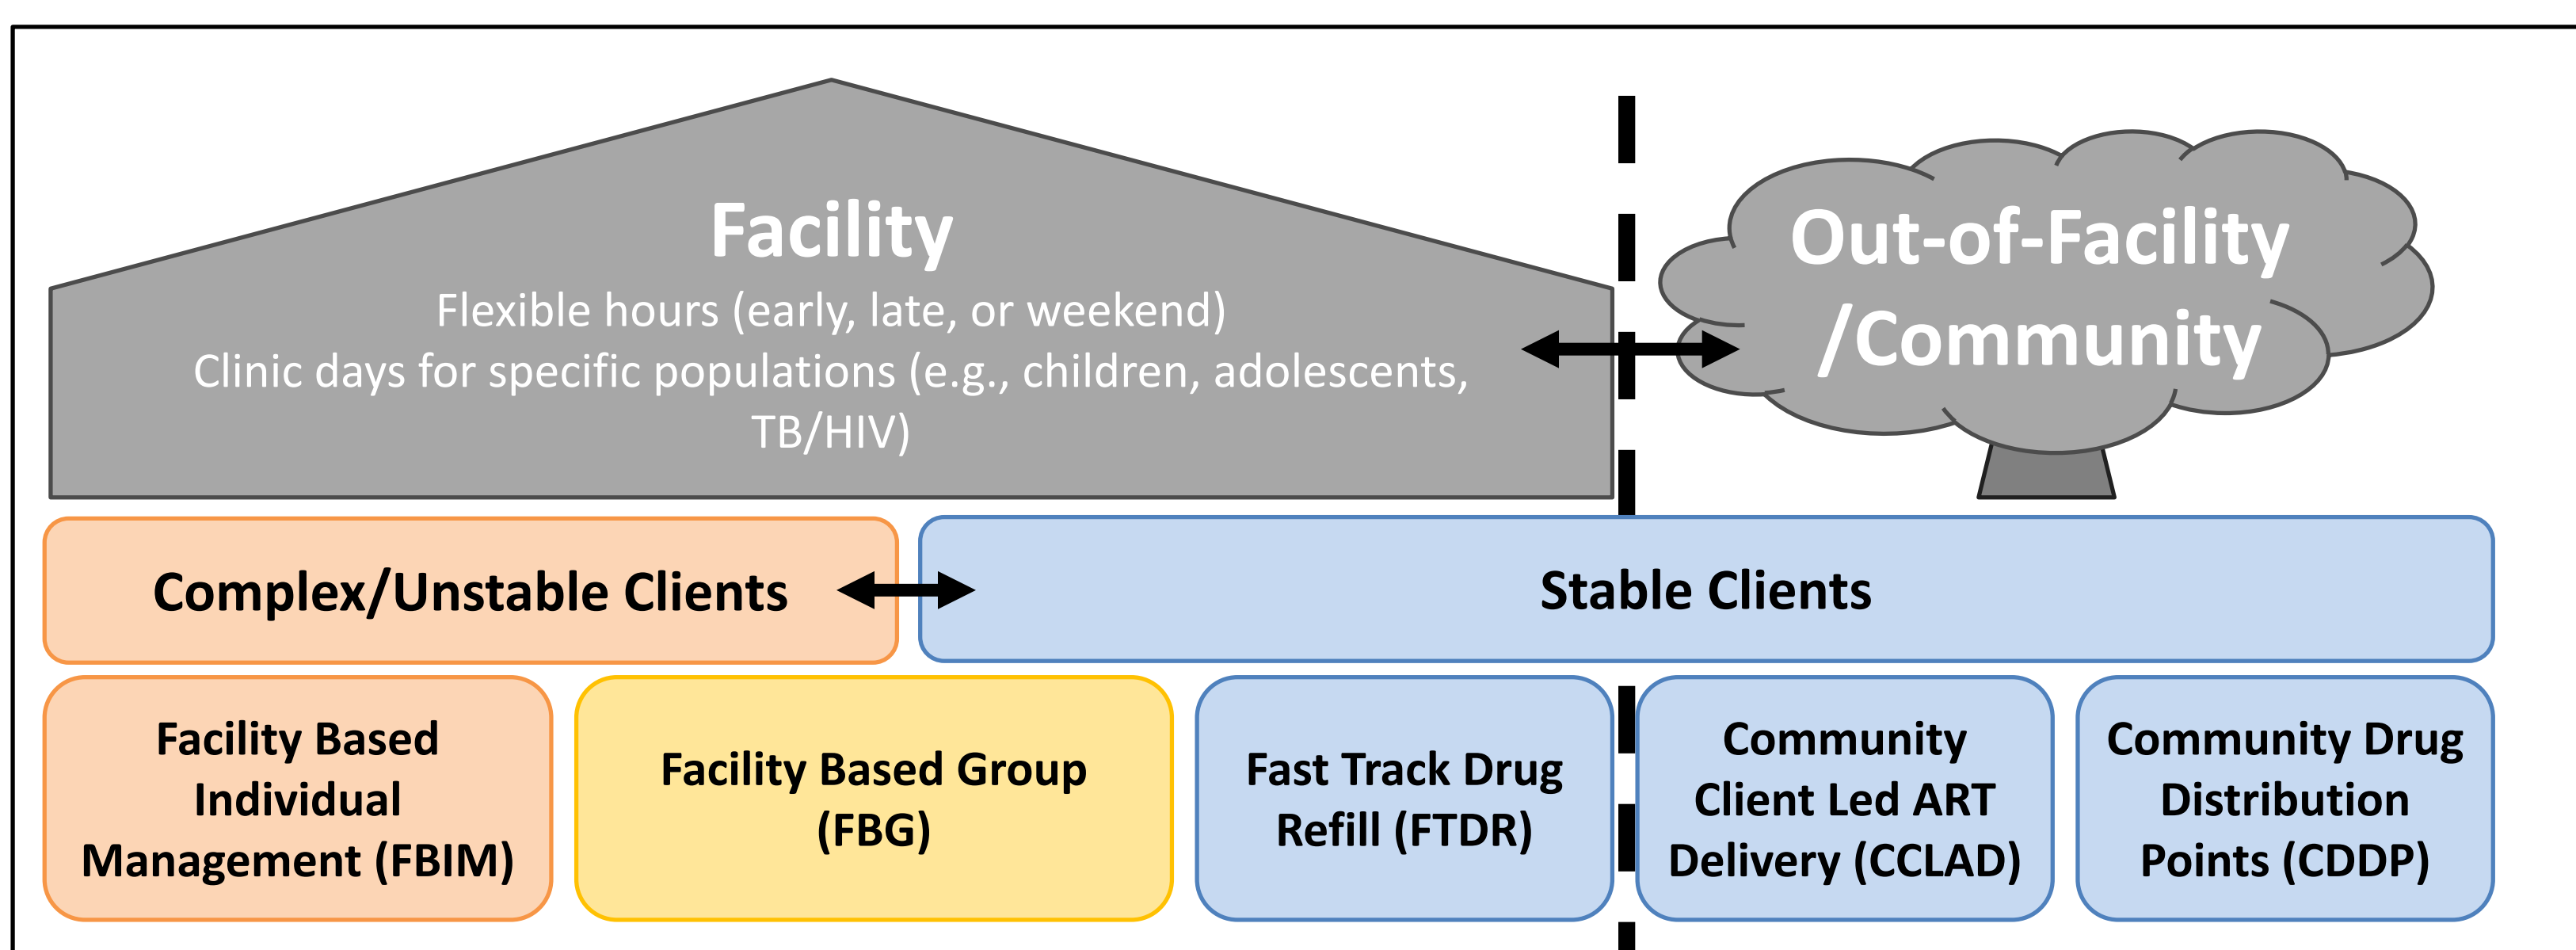 Facility
Flexible hours (early, late, or weekend)
Clinic days for specific populations (e.g., children, adolescents,
TB/HIV)
Out-of-Facility
/Community
Complex/Unstable Clients
Stable Clients
Facility Based
Individual
Management (FBIM)
Facility Based Group
(FBG)
Fast Track Drug
Refill (FTDR)
Community
Client Led ART
Delivery (CCLAD)
Community Drug
Distribution
Points (CDDP)